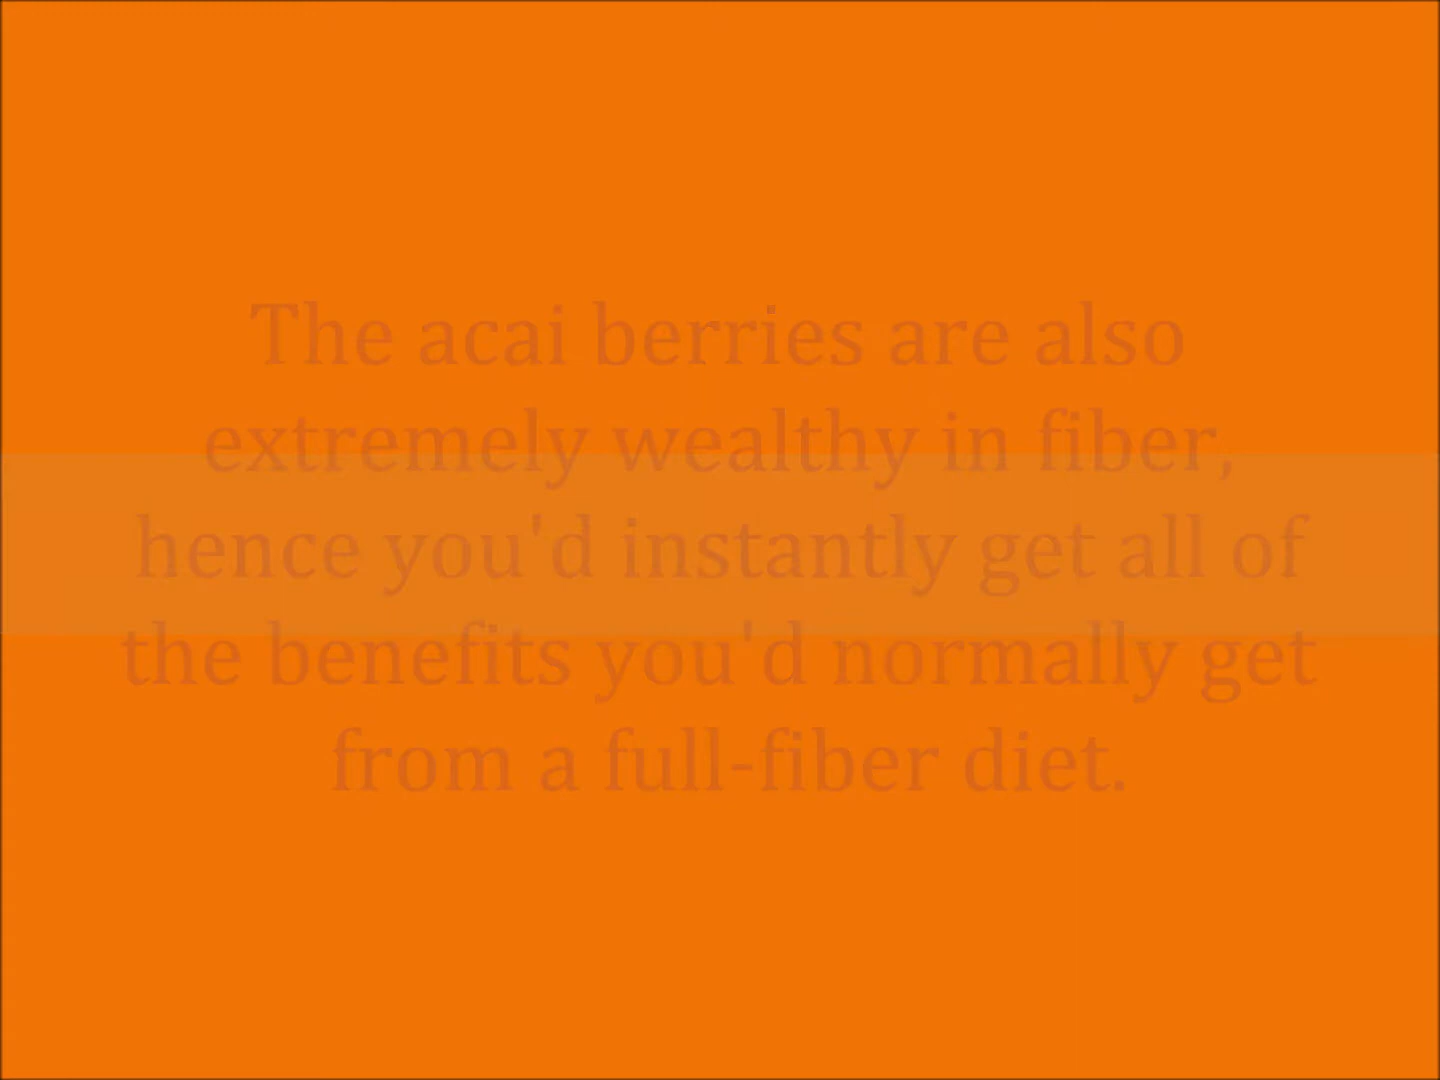 The acai berries are also
extremely wealthy in fiber,
hence you'd instantly get all of
the benefits you'd normally get
from a full-fiber diet.